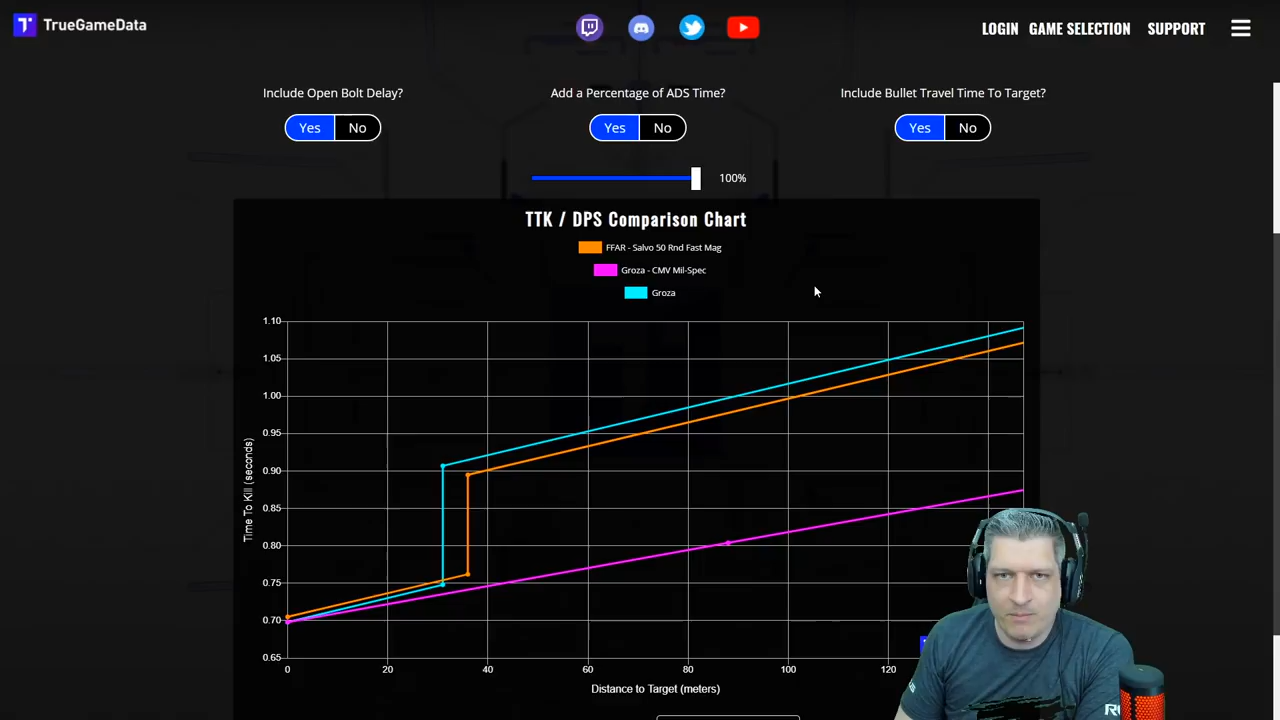 TrueGameData
LOGIN GAME SELECTION SUPPORT
Include Open Bolt Delay? Add a Percentage of ADS Time? Include Bullet Travel Time To Target?
Yes No Yes No Yes No
100%
TTK / DPS Comparison Chart
FFAR - Salvo 50 Rnd Fast Mag
Groza - CMV Mil-Spec
Groza
Time To Kill (seconds)
1.10
1.05
1.00
0.95
0.90
0.85
0.80
0.75
0.70
0.65
0 20 40 60 80 100 120
Distance to Target (meters)